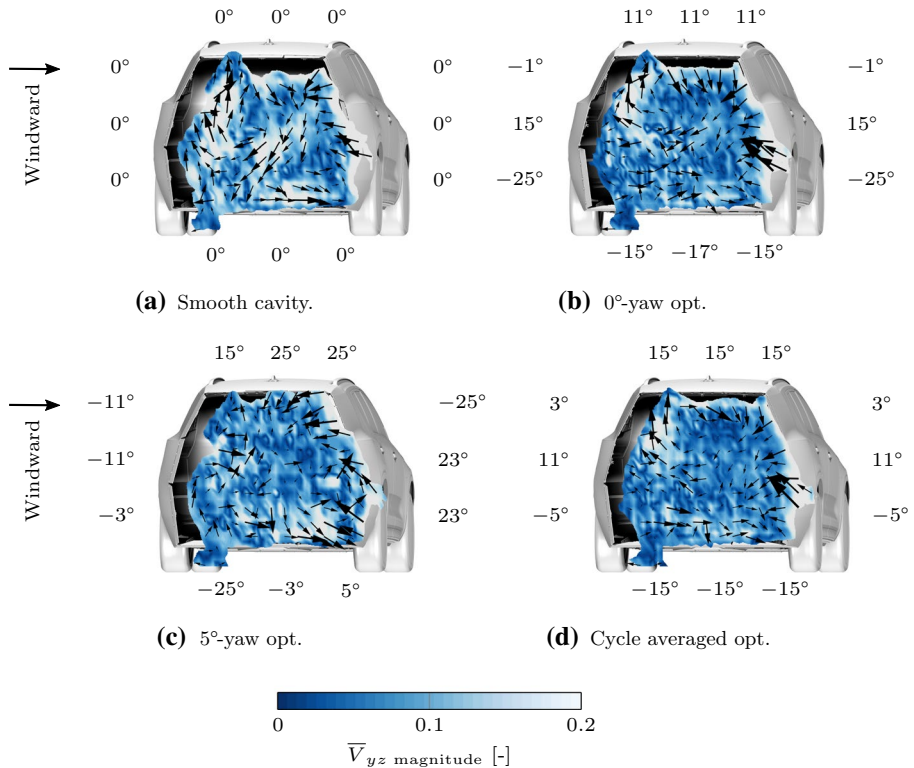 0° 0° 0°
11° 11° 11°
Windward
0°
0°
0°
0°
0°
0°
−1°
15°
−25°
−1°
15°
−25°
0° 0° 0°
−15° −17° −15°
(a) Smooth cavity.
(b) 0°-yaw opt.
15° 25° 25°
15° 15° 15°
Windward
−11°
−11°
−3°
−25°
23°
23°
3°
11°
−5°
3°
11°
−5°
−25° −3° 5°
−15° −15° −15°
(c) 5°-yaw opt.
(d) Cycle averaged opt.
0 0.1 0.2
V̅yz magnitude [-]